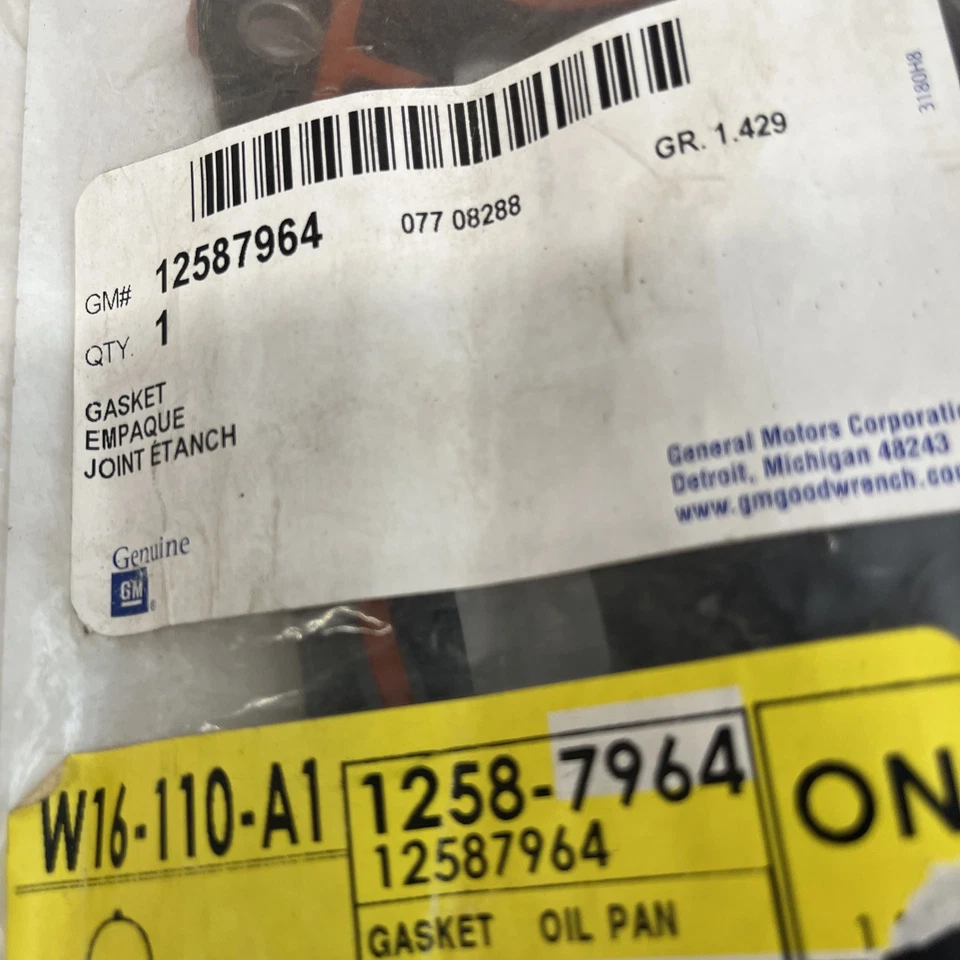 3180H8
GR. 1.429
077 08288
GM# 12587964
QTY. 1
GASKET
EMPAQUE
JOINT ÉTANCH
General Motors Corporatio
Detroit, Michigan 48243
www.gmgoodwrench.co
Genuine
GM
W16-110-A1
1258-7964
12587964
GASKET OIL PAN
ON